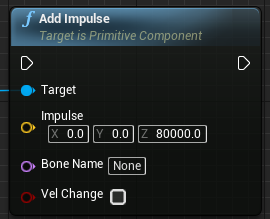 f Add Impulse
Target is Primitive Component
Target
Impulse
X 0.0 Y 0.0 Z 80000.0
Bone Name None
Vel Change